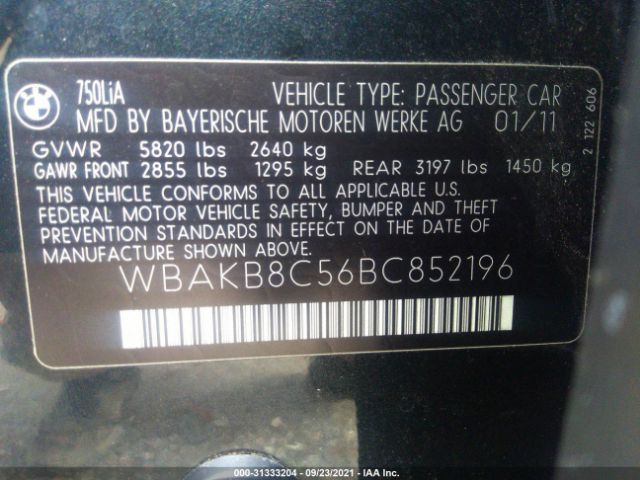 BMW
750LiA VEHICLE TYPE: PASSENGER CAR
MFD BY BAYERISCHE MOTOREN WERKE AG 01/11
GVWR 5820 lbs 2640 kg
GAWR FRONT 2855 lbs 1295 kg REAR 3197 lbs 1450 kg
THIS VEHICLE CONFORMS TO ALL APPLICABLE U.S.
FEDERAL MOTOR VEHICLE SAFETY, BUMPER AND THEFT
PREVENTION STANDARDS IN EFFECT ON THE DATE OF
MANUFACTURE SHOWN ABOVE.
WBAKB8C56BC852196
2 122 606
000-31333204 - 09/23/2021 - IAA Inc.